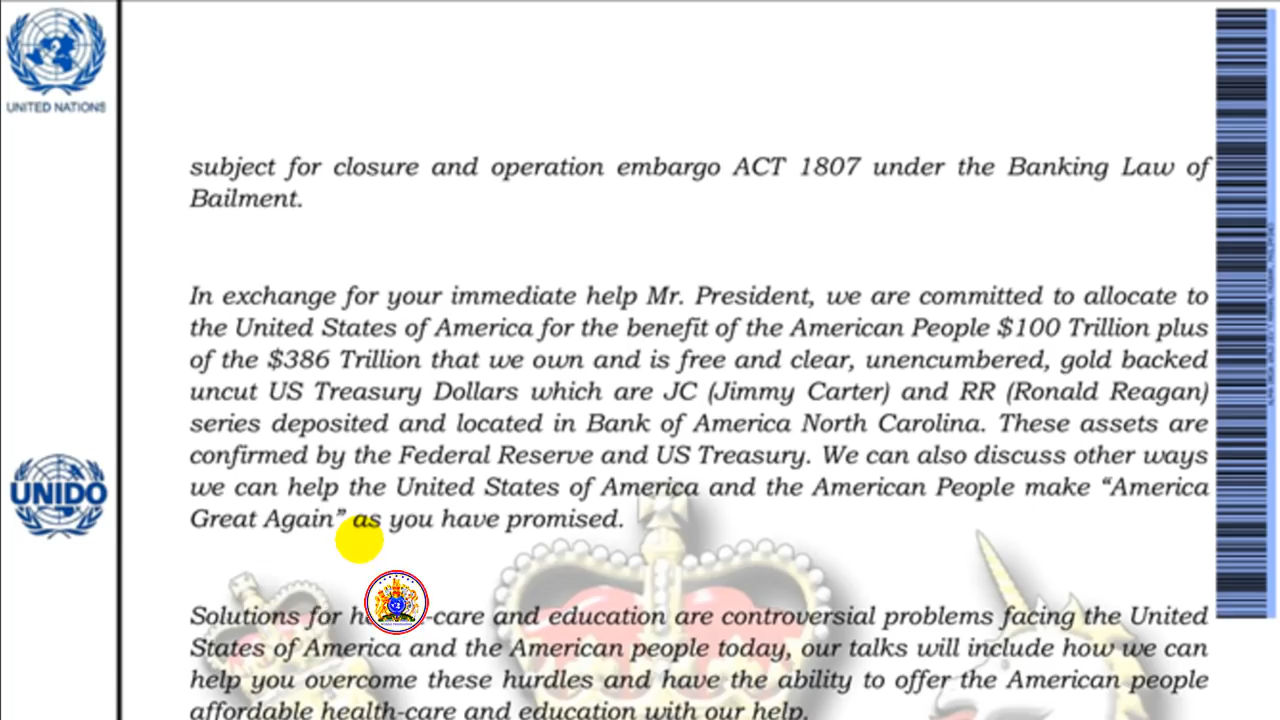 UNITED NATIONS
subject for closure and operation embargo ACT 1807 under the Banking Law of
Bailment.
In exchange for your immediate help Mr. President, we are committed to allocate to
the United States of America for the benefit of the American People $100 Trillion plus
of the $386 Trillion that we own and is free and clear, unencumbered, gold backed
uncut US Treasury Dollars which are JC (Jimmy Carter) and RR (Ronald Reagan)
series deposited and located in Bank of America North Carolina. These assets are
confirmed by the Federal Reserve and US Treasury. We can also discuss other ways
we can help the United States of America and the American People make “America
Great Again” as you have promised.
UNIDO
Solutions for -care and education are controversial problems facing the United
States of America and the American people today, our talks will include how we can
help you overcome these hurdles and have the ability to offer the American people
affordable health-care and education with our help.